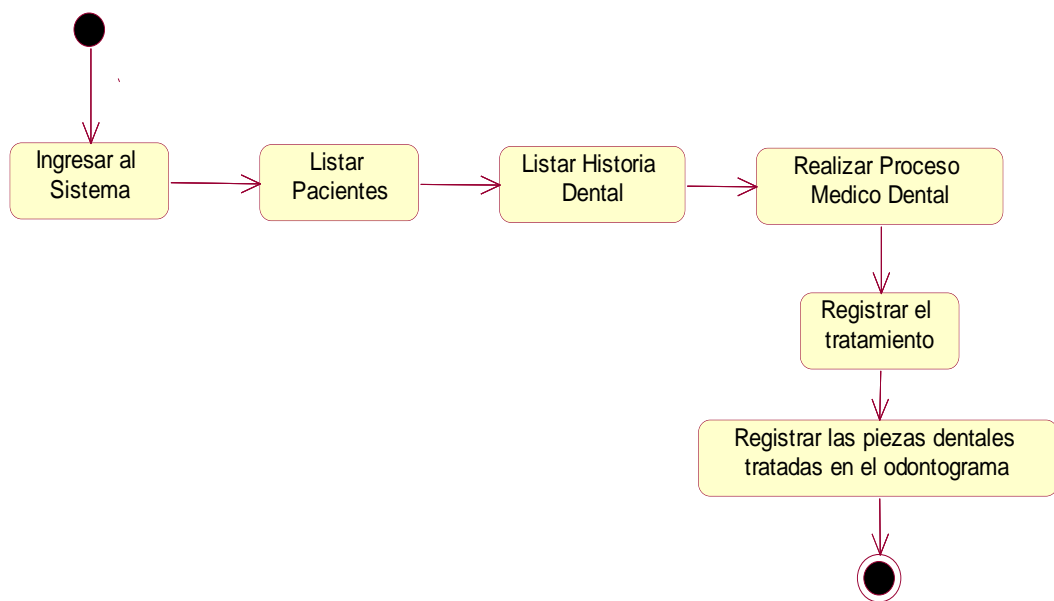 Ingresar al
Sistema
Listar
Pacientes
Listar Historia
Dental
Realizar Proceso
Medico Dental
Registrar el
tratamiento
Registrar las piezas dentales
tratadas en el odontograma